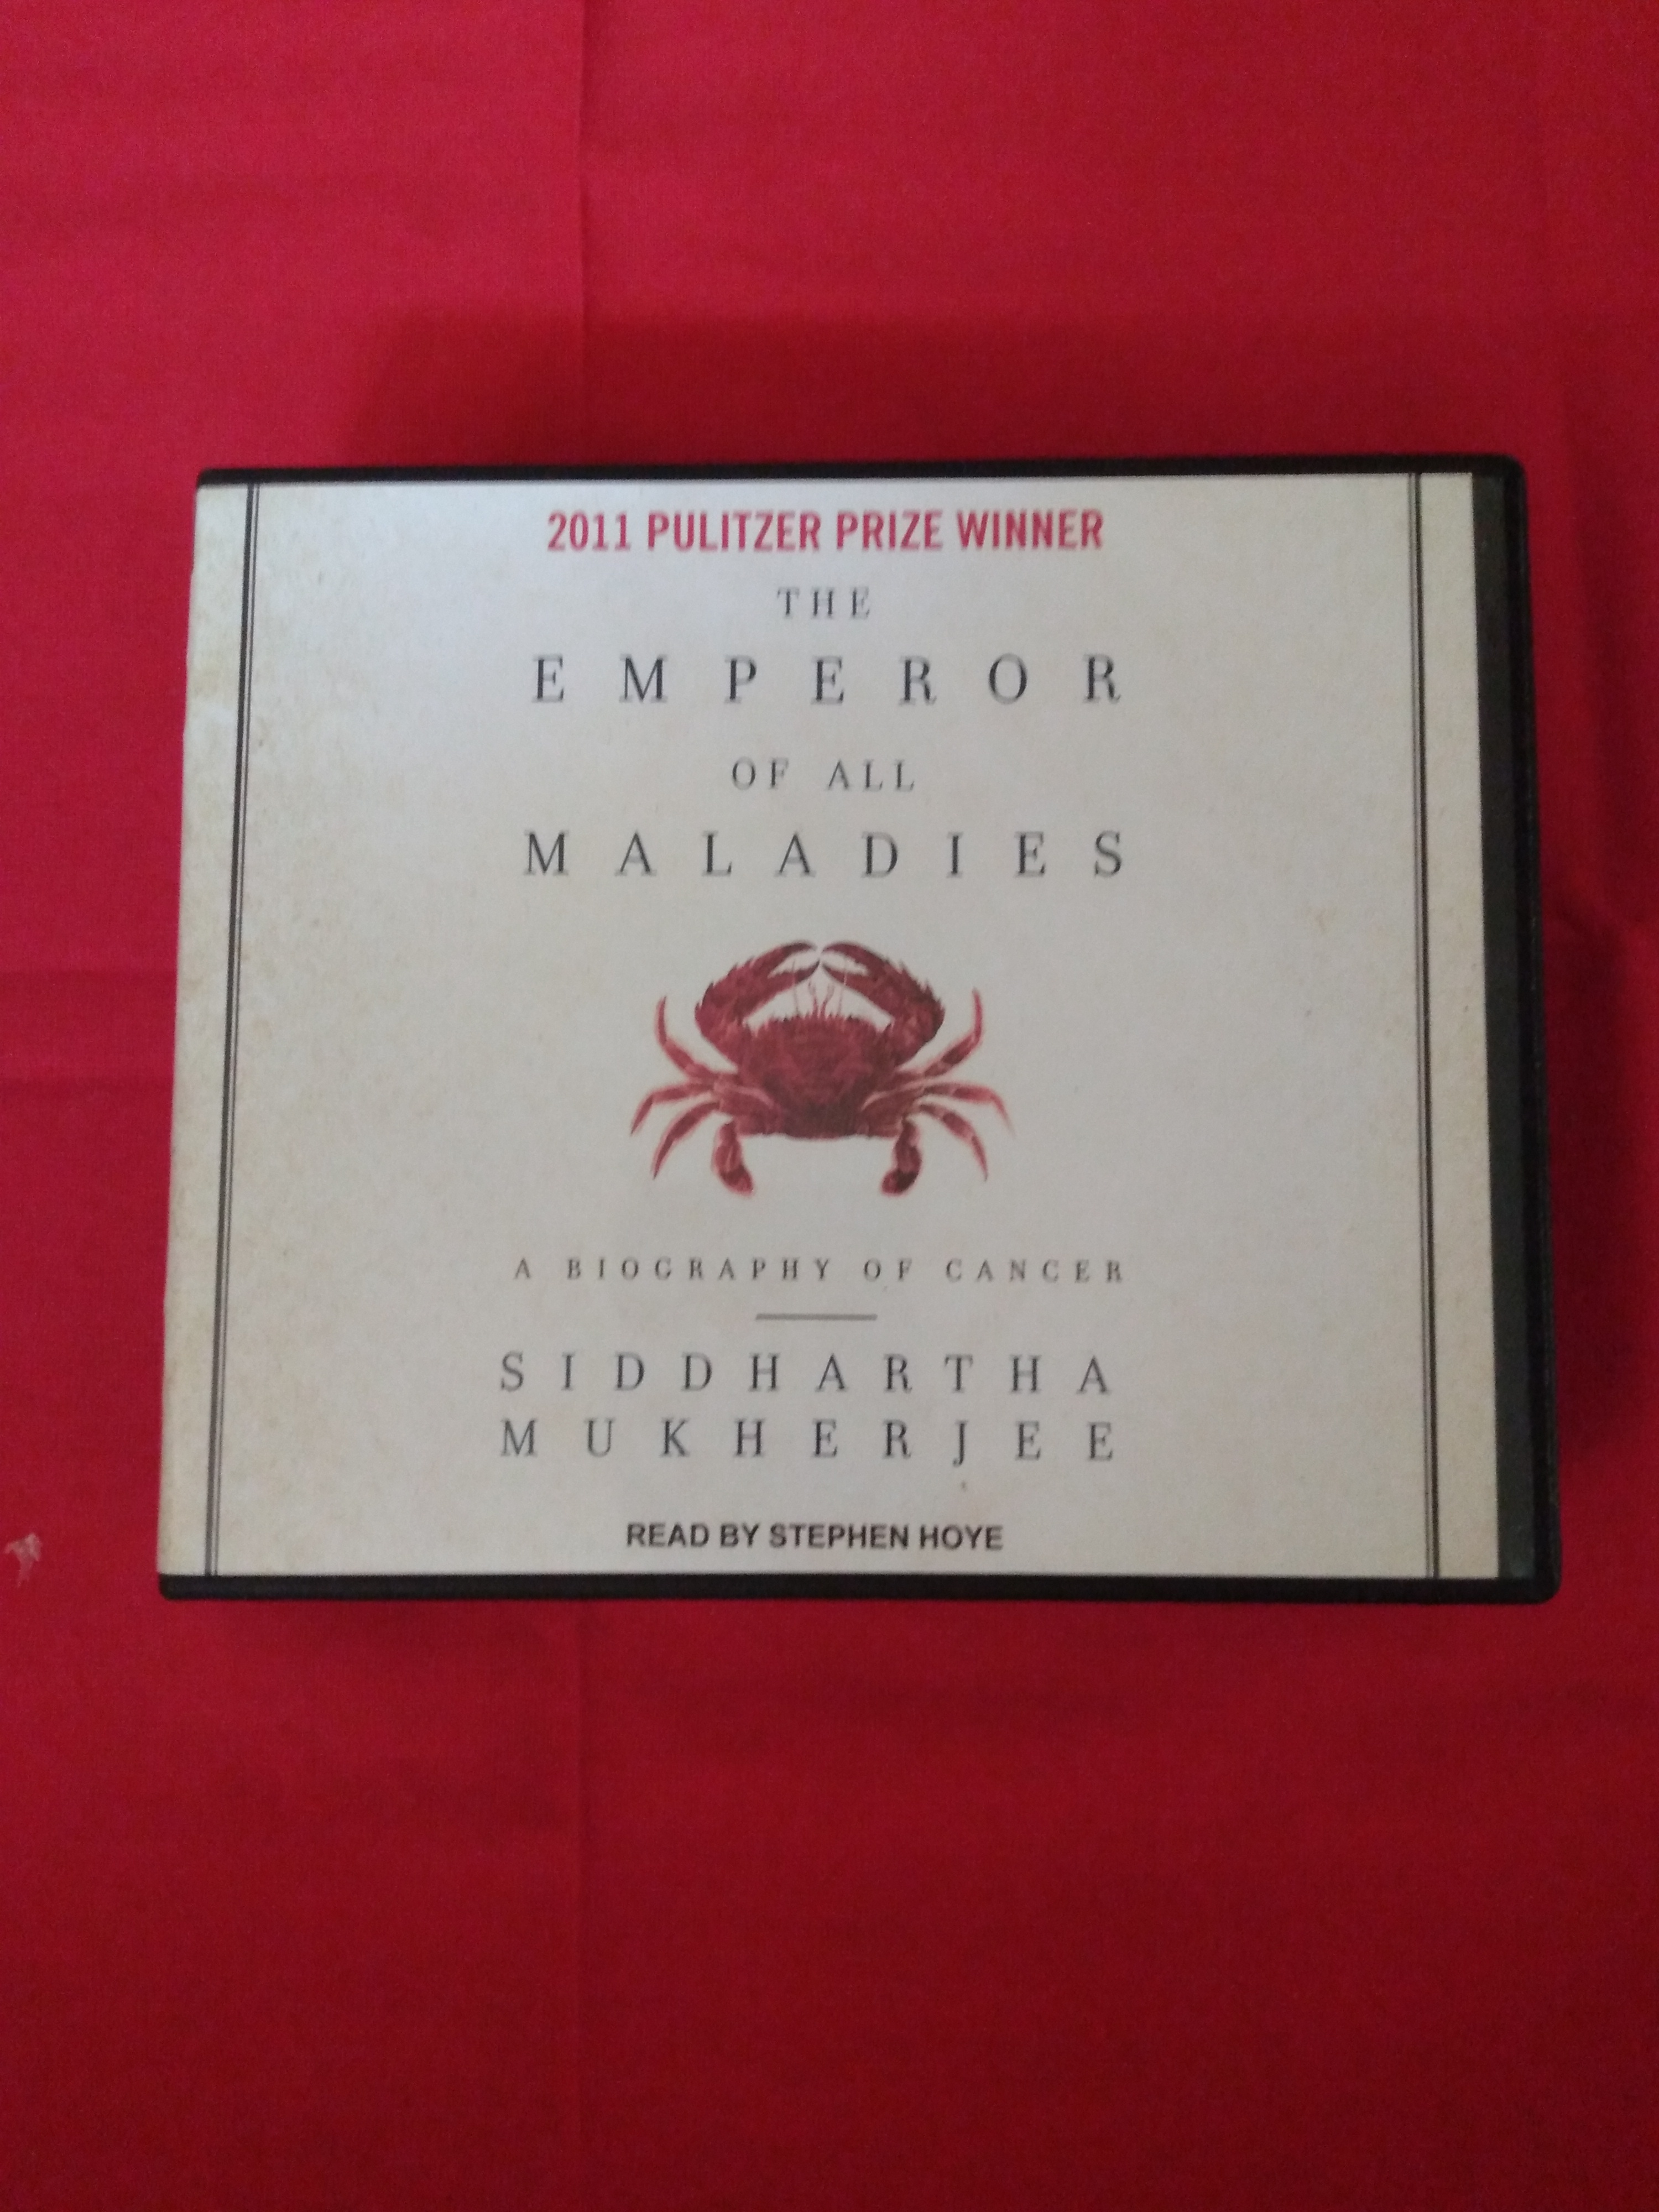 2011 PULITZER PRIZE WINNER
THE
EMPEROR
OF ALL
MALADIES
A BIOGRAPHY OF CANCER
SIDDHARTHA
MUKHERJEE
READ BY STEPHEN HOYE